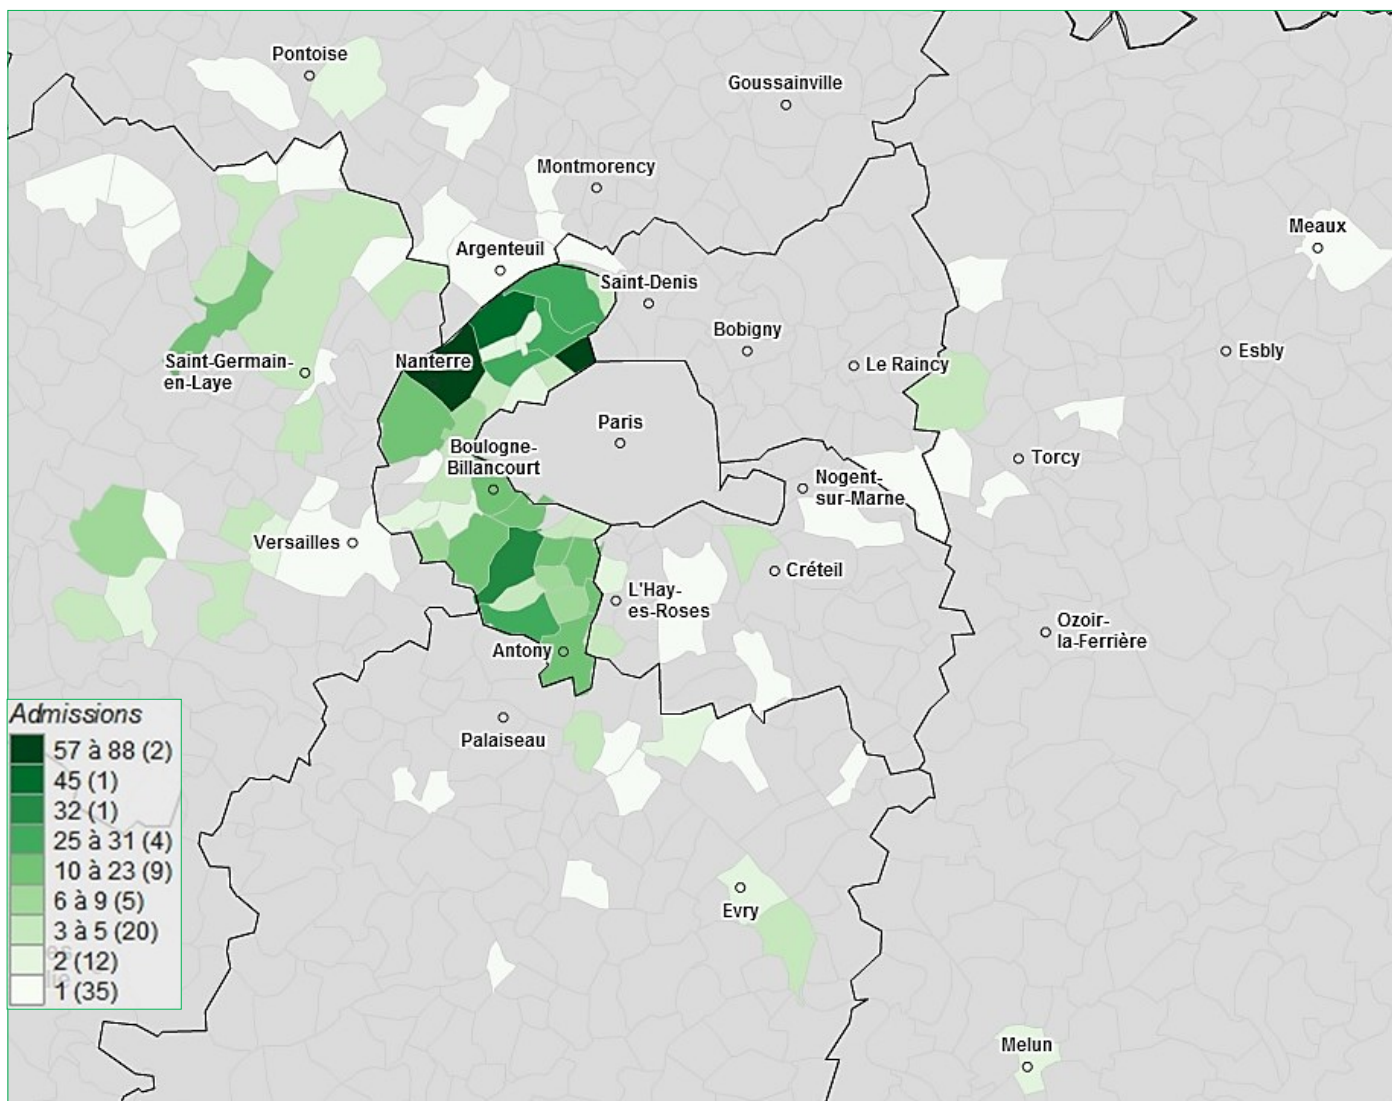 Pontoise
Goussainville
Montmorency
Meaux
Argenteuil
Saint-Denis
Bobigny
Esbly
Nanterre
Le Raincy
Saint-Germain-
en-Laye
Paris
Boulogne-
Billancourt
Torcy
Nogent-
sur-Marne
Versailles
Créteil
L'Hay-
es-Roses
Ozoir-
la-Ferrière
Antony
Palaiseau
Admissions
57 à 88 (2)
45 (1)
32 (1)
25 à 31 (4)
10 à 23 (9)
6 à 9 (5)
3 à 5 (20)
2 (12)
1 (35)
Evry
Melun